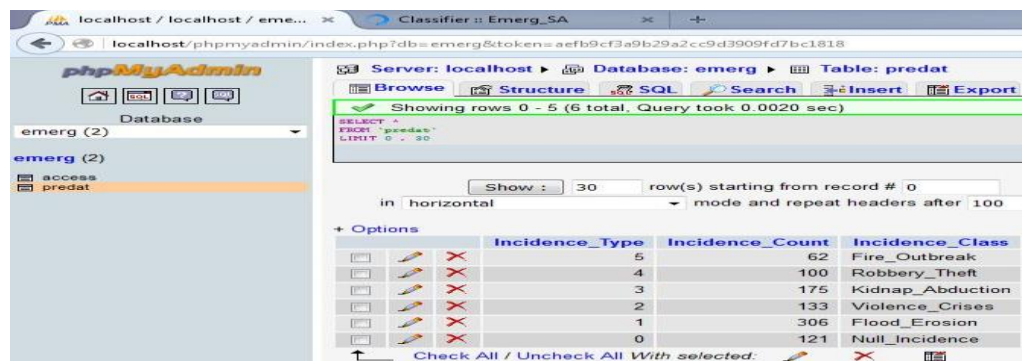 localhost / localhost / eme...
Classifier :: Emerg_SA
localhost/phpmyadmin/index.php?db=emerg&token=aefb9cf3a9b29a2cc9d3909fd7bc1818
phpMyAdmin
Database
emerg (2)
emerg (2)
access
predat
Server: localhost Database: emerg Table: predat
Browse Structure SQL Search Insert Export
Showing rows 0 - 5 (6 total, Query took 0.0020 sec)
SELECT *
FROM `predat`
LIMIT 0 , 30
Show : 30 row(s) starting from record # 0
in horizontal mode and repeat headers after 100
+ Options
Incidence_Type Incidence_Count Incidence_Class
5 62 Fire_Outbreak
4 100 Robbery_Theft
3 175 Kidnap_Abduction
2 133 Violence_Crises
1 306 Flood_Erosion
0 121 Null_Incidence
Check All / Uncheck All With selected: